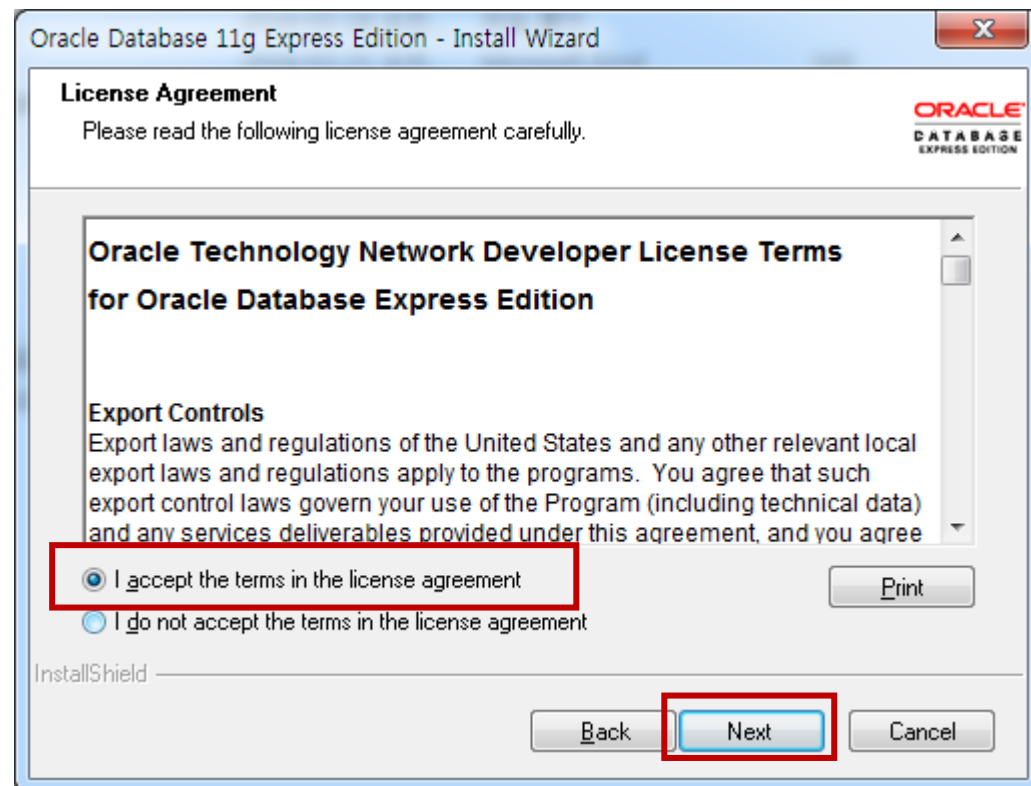 Oracle Database 11g Express Edition - Install Wizard
License Agreement
Please read the following license agreement carefully.
ORACLE
DATABASE
EXPRESS EDITION
Oracle Technology Network Developer License Terms
for Oracle Database Express Edition
Export Controls
Export laws and regulations of the United States and any other relevant local
export laws and regulations apply to the programs.  You agree that such
export control laws govern your use of the Program (including technical data)
and any services deliverables provided under this agreement, and you agree
I accept the terms in the license agreement
Print
I do not accept the terms in the license agreement
InstallShield
Back Next Cancel